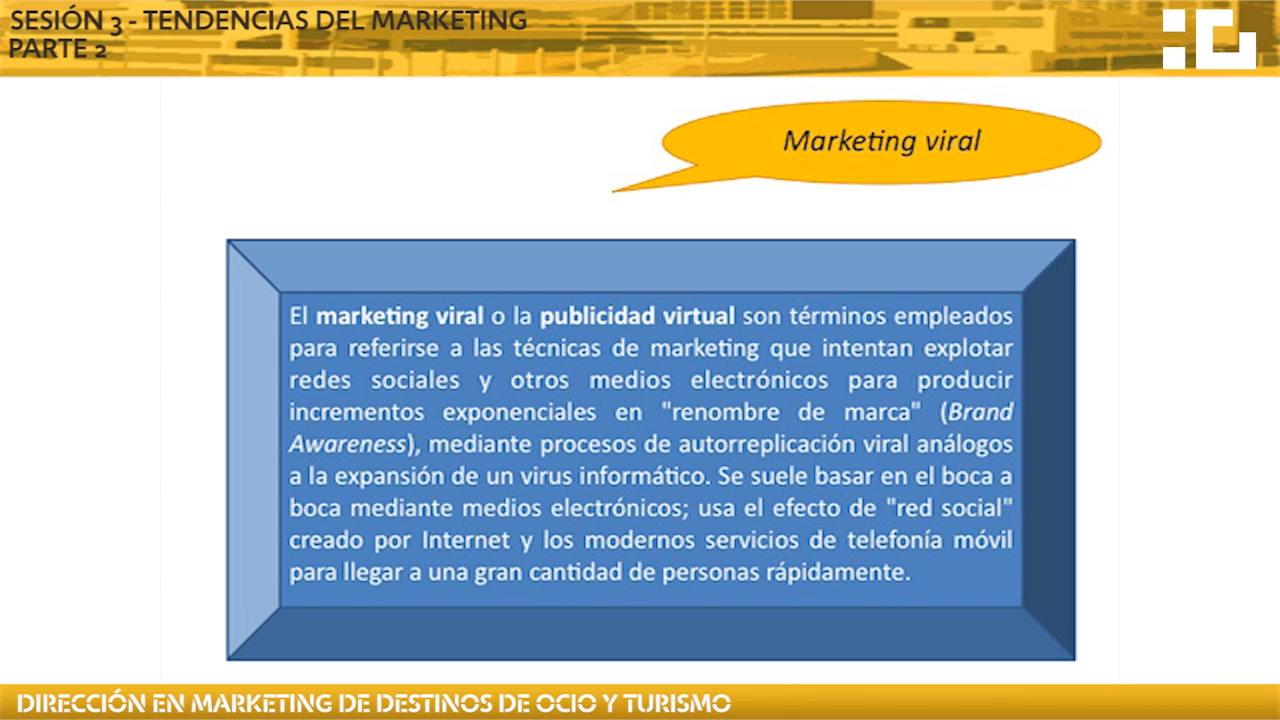 SESIÓN 3 - TENDENCIAS DEL MARKETING
PARTE 2
Marketing viral
El marketing viral o la publicidad virtual son términos empleados
para referirse a las técnicas de marketing que intentan explotar
redes sociales y otros medios electrónicos para producir
incrementos exponenciales en "renombre de marca" (Brand
Awareness), mediante procesos de autorreplicación viral análogos
a la expansión de un virus informático. Se suele basar en el boca a
boca mediante medios electrónicos; usa el efecto de "red social"
creado por Internet y los modernos servicios de telefonía móvil
para llegar a una gran cantidad de personas rápidamente.
DIRECCIÓN EN MARKETING DE DESTINOS DE OCIO Y TURISMO